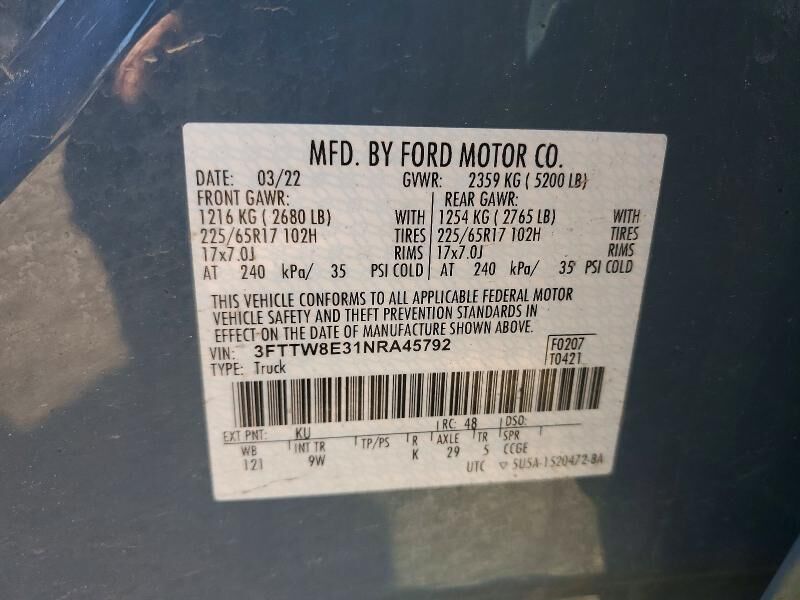 MFD. BY FORD MOTOR CO.
DATE: 03/22 GVWR: 2359 KG ( 5200 LB)
FRONT GAWR: REAR GAWR:
1216 KG ( 2680 LB) WITH 1254 KG ( 2765 LB) WITH
225/65R17 102H TIRES 225/65R17 102H TIRES
17x7.0J RIMS 17x7.0J RIMS
AT 240 kPa/ 35 PSI COLD AT 240 kPa/ 35 PSI COLD
THIS VEHICLE CONFORMS TO ALL APPLICABLE FEDERAL MOTOR
VEHICLE SAFETY AND THEFT PREVENTION STANDARDS IN
EFFECT ON THE DATE OF MANUFACTURE SHOWN ABOVE.
VIN: 3FTTW8E31NRA45792 F0207
TYPE: Truck T0421
EXT PNT: KU RC: 48 DSO:
WB INT TR TP/PS R AXLE TR SPR
121 9W K 29 5 CCGE
UTC ▽ 5U5A-1520472-BA